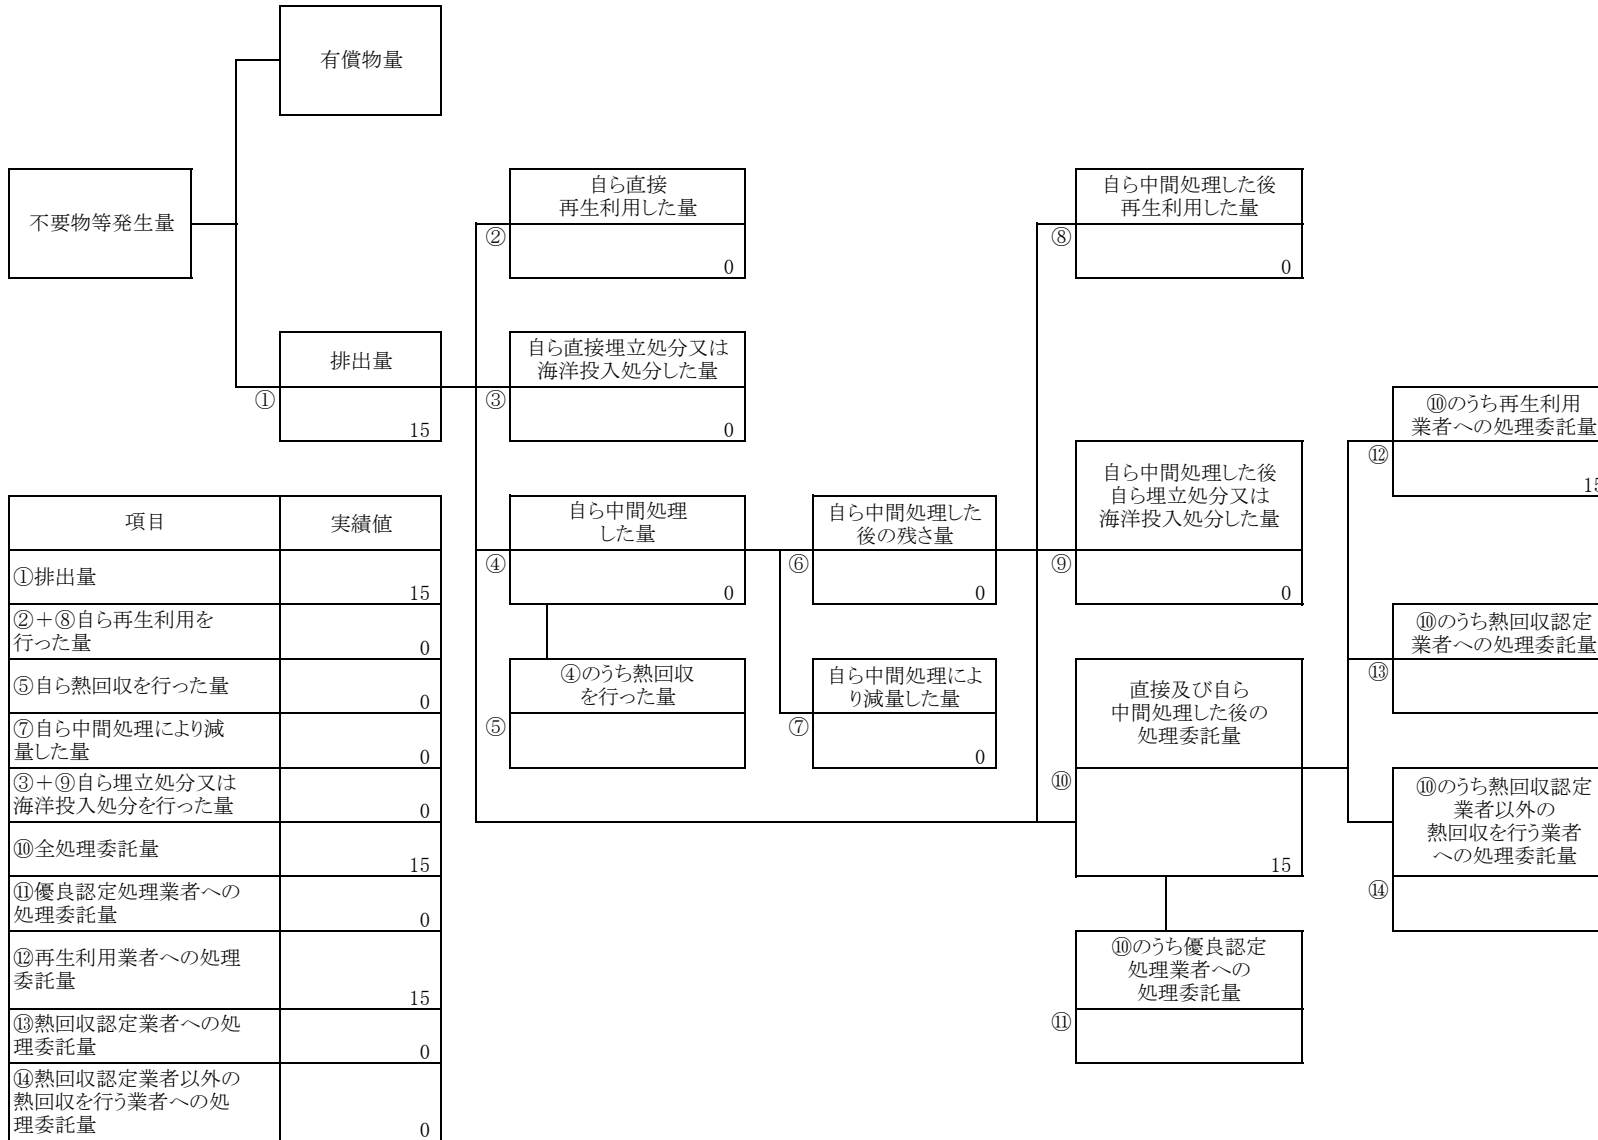 有償物量
不要物等発生量
自ら直接
再生利用した量
②
0
自ら中間処理した後
再生利用した量
⑧
0
排出量
①
15
自ら直接埋立処分又は
海洋投入処分した量
③
0
⑩のうち再生利用
業者への処理委託量
⑫
15
自ら中間処理
した量
④
0
自ら中間処理した
後の残さ量
⑥
0
自ら中間処理した後
自ら埋立処分又は
海洋投入処分した量
⑨
0
⑩のうち熱回収認定
業者への処理委託量
⑬
④のうち熱回収
を行った量
⑤
自ら中間処理によ
り減量した量
⑦
0
直接及び自ら
中間処理した後の
処理委託量
⑩
15
⑩のうち熱回収認定
業者以外の
熱回収を行う業者
への処理委託量
⑭
⑩のうち優良認定
処理業者への
処理委託量
⑪
項目 実績値
①排出量
15
②＋⑧自ら再生利用を
行った量
0
⑤自ら熱回収を行った量
0
⑦自ら中間処理により減
量した量
0
③＋⑨自ら埋立処分又は
海洋投入処分を行った量
0
⑩全処理委託量
15
⑪優良認定処理業者への
処理委託量
0
⑫再生利用業者への処理
委託量
15
⑬熱回収認定業者への処
理委託量
0
⑭熱回収認定業者以外の
熱回収を行う業者への処
理委託量
0